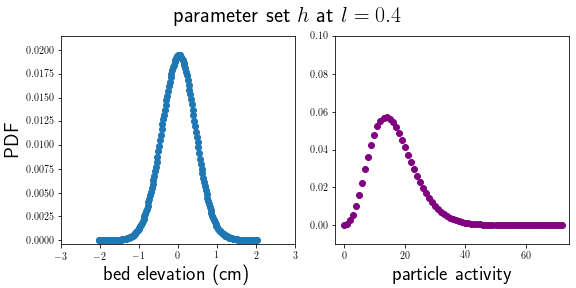 parameter set h at l = 0.4
PDF
0.0200
0.0175
0.0150
0.0125
0.0100
0.0075
0.0050
0.0025
0.0000
−3 −2 −1 0 1 2 3
bed elevation (cm)
0.10
0.08
0.06
0.04
0.02
0.00
0 20 40 60
particle activity